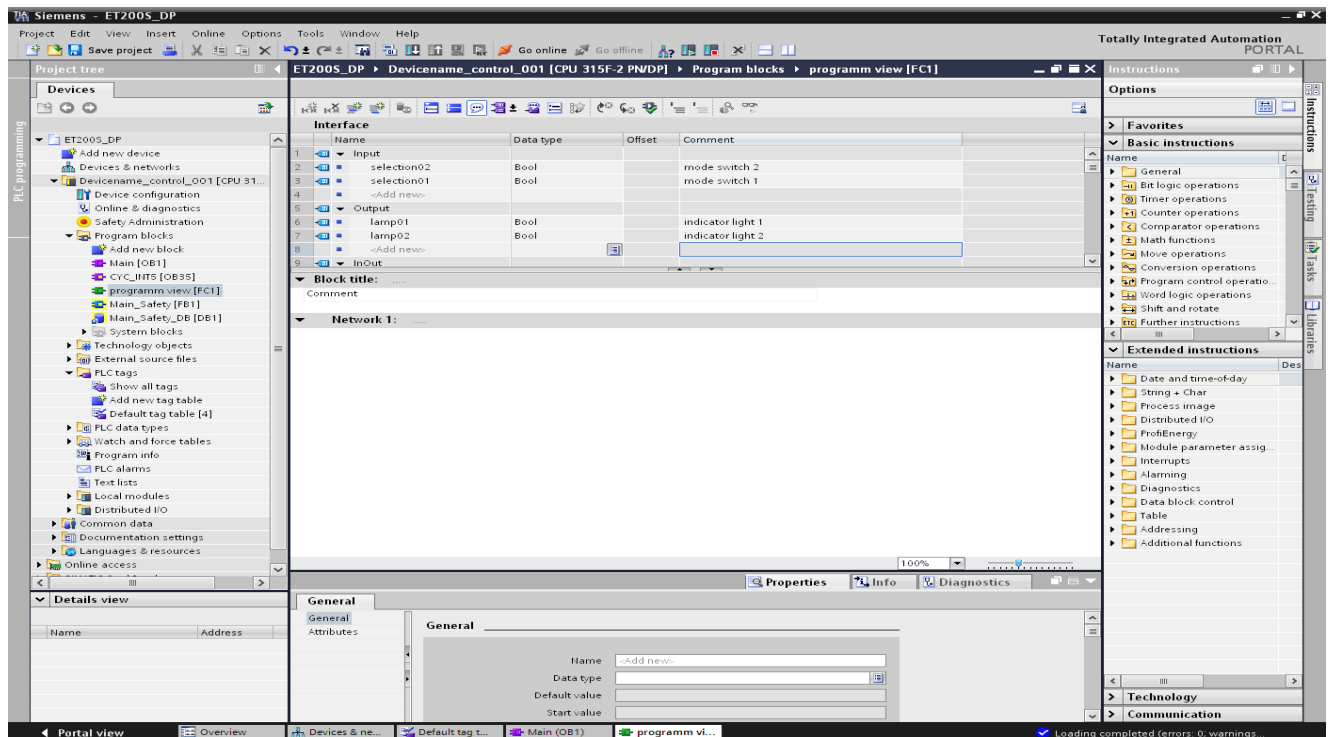 Siemens - ET200S_DP
Project Edit View Insert Online Options Tools Window Help
Totally Integrated Automation
PORTAL
Save project Go online Go offline
Project tree
Devices
PLC programming
ET200S_DP
Add new device
Devices & networks
Devicename_control_001 [CPU 31...
Device configuration
Online & diagnostics
Safety Administration
Program blocks
Add new block
Main [OB1]
CYC_INT5 [OB35]
programm view [FC1]
Main_Safety [FB1]
Main_Safety_DB [DB1]
System blocks
Technology objects
External source files
PLC tags
Show all tags
Add new tag table
Default tag table [4]
PLC data types
Watch and force tables
Program info
PLC alarms
Text lists
Local modules
Distributed I/O
Common data
Documentation settings
Languages & resources
Online access
Details view
Name Address
ET200S_DP Devicename_control_001 [CPU 315F-2 PN/DP] Program blocks programm view [FC1]
Interface
Name Data type Offset Comment
1 Input
2 selection02 Bool mode switch 2
3 selection01 Bool mode switch 1
4 <Add new>
5 Output
6 lamp01 Bool indicator light 1
7 lamp02 Bool indicator light 2
8 <Add new>
9 InOut
Block title: .....
Comment
Network 1: .....
100%
Properties Info Diagnostics
General
General
Attributes
General
Name <Add new>
Data type
Default value
Start value
Instructions
Options
Favorites
Basic instructions
Name
General
Bit logic operations
Timer operations
Counter operations
Comparator operations
Math functions
Move operations
Conversion operations
Program control operatio...
Word logic operations
Shift and rotate
Further instructions
Extended instructions
Name Des
Date and time-of-day
String + Char
Process image
Distributed I/O
ProfiEnergy
Module parameter assig...
Interrupts
Alarming
Diagnostics
Data block control
Table
Addressing
Additional functions
Technology
Communication
Instructions
Testing
Tasks
Libraries
Portal view Overview Devices & ne... Default tag t... Main (OB1) programm vi...
Loading completed (errors: 0; warnings...